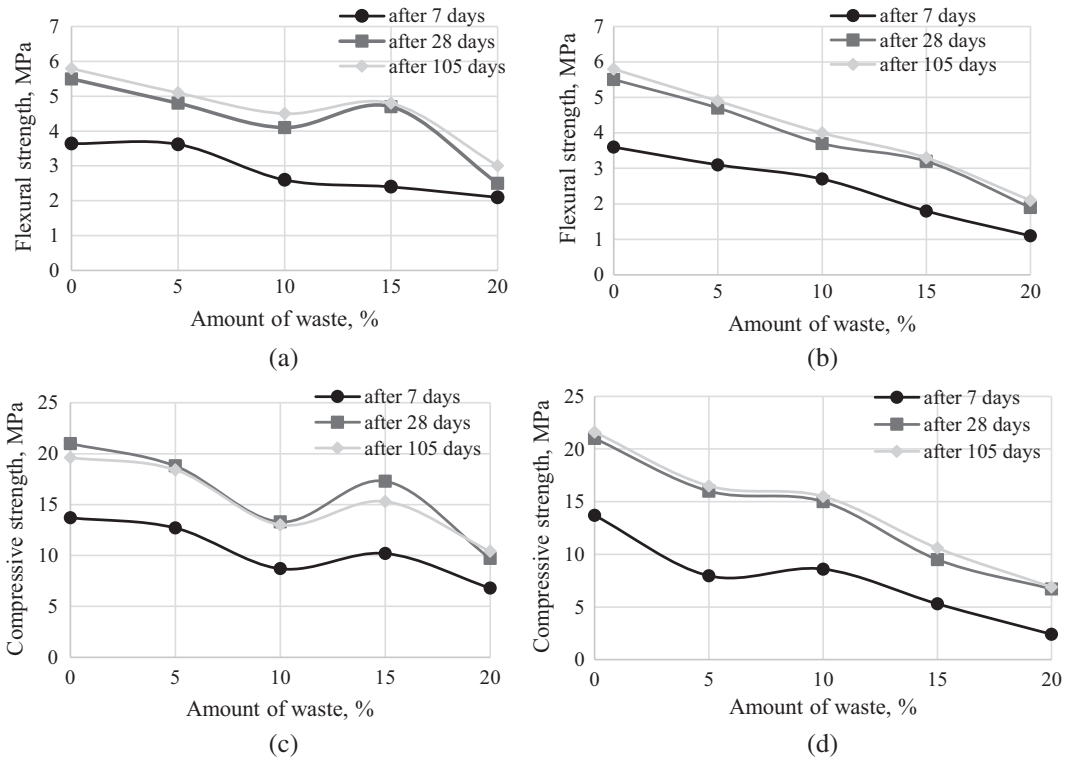 after 7 days
after 28 days
after 105 days
Flexural strength, MPa
7
6
5
4
3
2
1
0
0 5 10 15 20
Amount of waste, %
(a)
after 7 days
after 28 days
after 105 days
Flexural strength, MPa
7
6
5
4
3
2
1
0
0 5 10 15 20
Amount of waste, %
(b)
after 7 days
after 28 days
after 105 days
Compressive strength, MPa
25
20
15
10
5
0
0 5 10 15 20
Amount of waste, %
(c)
after 7 days
after 28 days
after 105 days
Compressive strength, MPa
25
20
15
10
5
0
0 5 10 15 20
Amount of waste, %
(d)